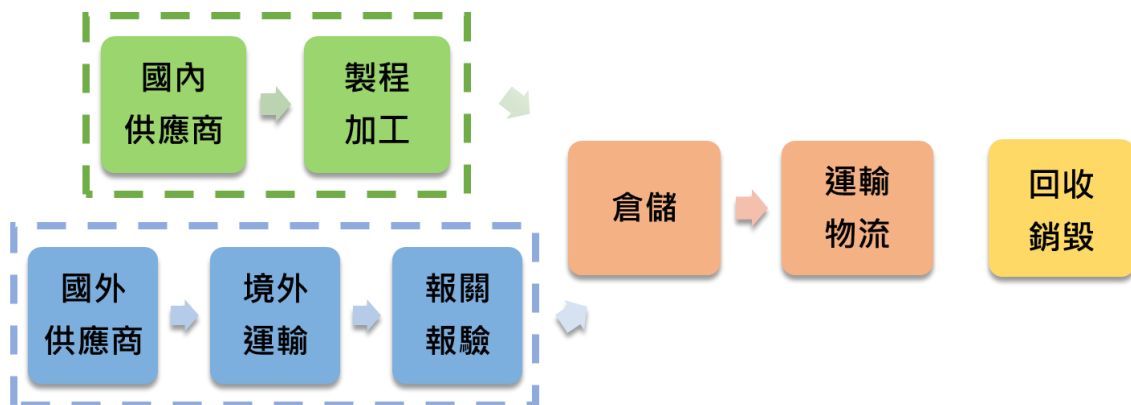 國內
供應商
製程
加工
倉儲
運輸
物流
回收
銷毀
國外
供應商
境外
運輸
報關
報驗